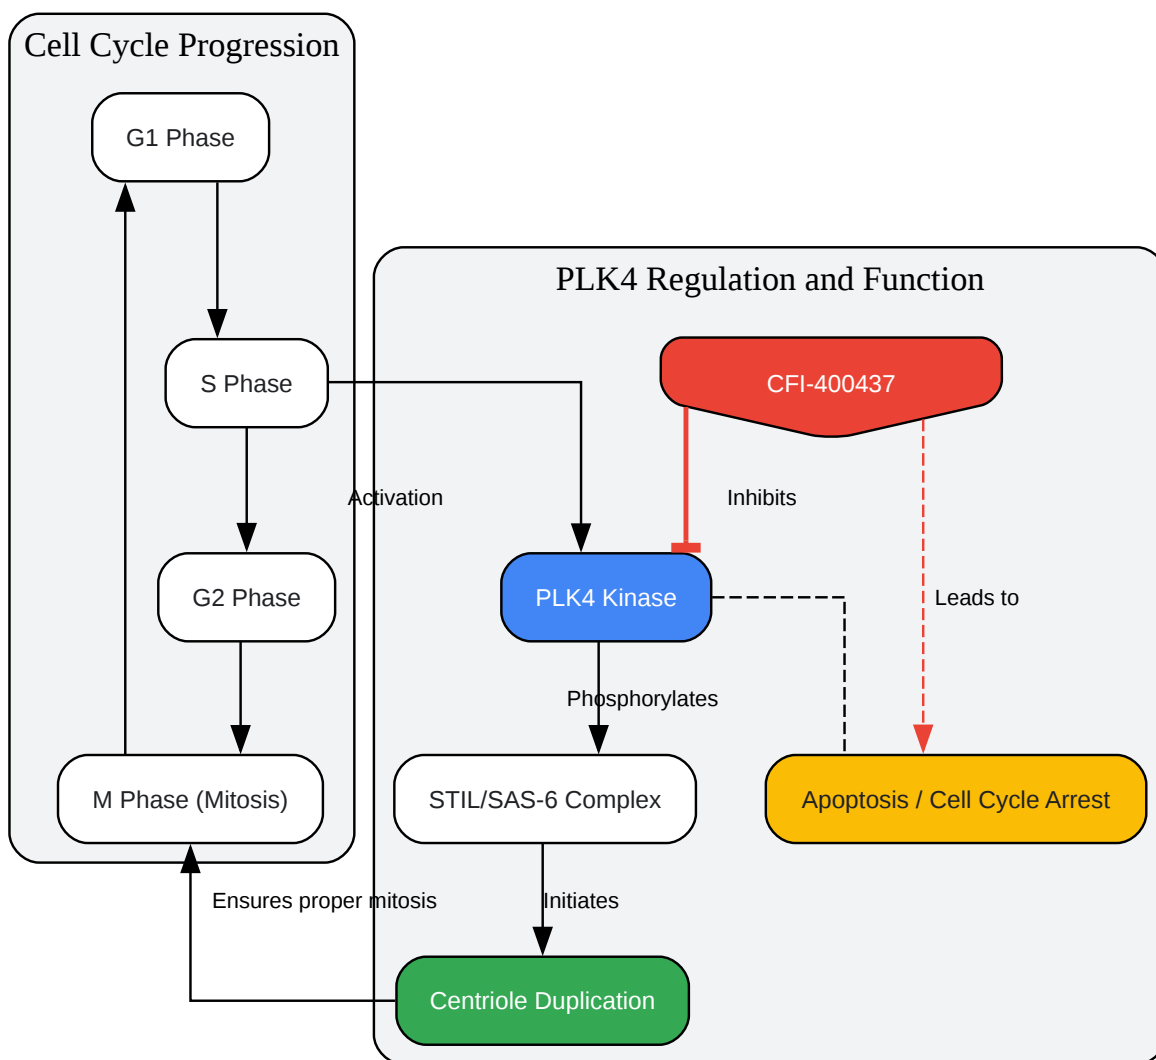 Cell Cycle Progression
G1 Phase
PLK4 Regulation and Function
S Phase
CFI-400437
Activation
Inhibits
G2 Phase
PLK4 Kinase
Leads to
Phosphorylates
M Phase (Mitosis)
STIL/SAS-6 Complex
Apoptosis / Cell Cycle Arrest
Ensures proper mitosis
Initiates
Centriole Duplication